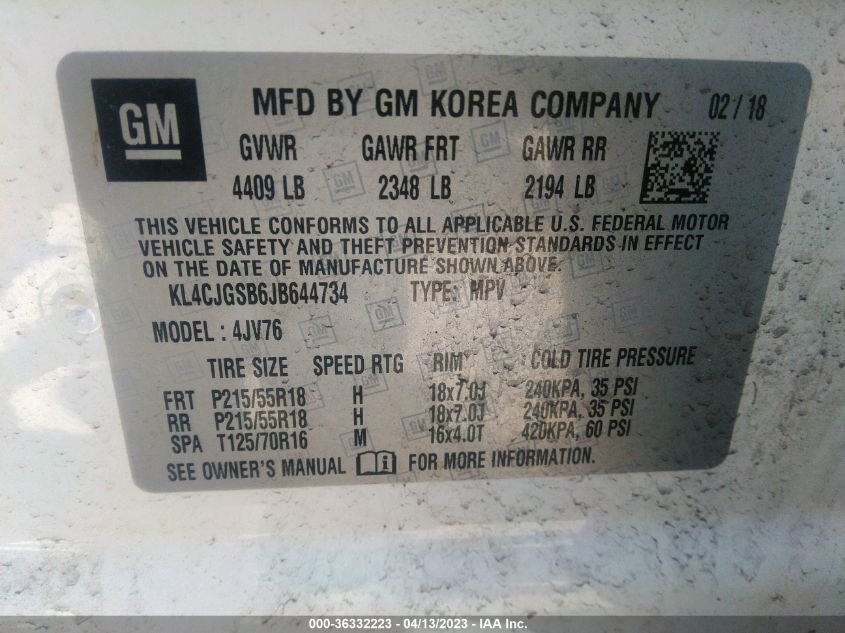 GM
MFD BY GM KOREA COMPANY 02/18
GVWR GAWR FRT GAWR RR
4409 LB 2348 LB 2194 LB
THIS VEHICLE CONFORMS TO ALL APPLICABLE U.S. FEDERAL MOTOR
VEHICLE SAFETY AND THEFT PREVENTION STANDARDS IN EFFECT
ON THE DATE OF MANUFACTURE SHOWN ABOVE.
KL4CJGSB6JB644734 TYPE: MPV
MODEL : 4JV76
TIRE SIZE SPEED RTG RIM COLD TIRE PRESSURE
FRT P215/55R18 H 18x7.0J 240KPA, 35 PSI
RR P215/55R18 H 18x7.0J 240KPA, 35 PSI
SPA T125/70R16 M 16x4.0T 420KPA, 60 PSI
SEE OWNER'S MANUAL FOR MORE INFORMATION.
000-36332223 - 04/13/2023 - IAA Inc.